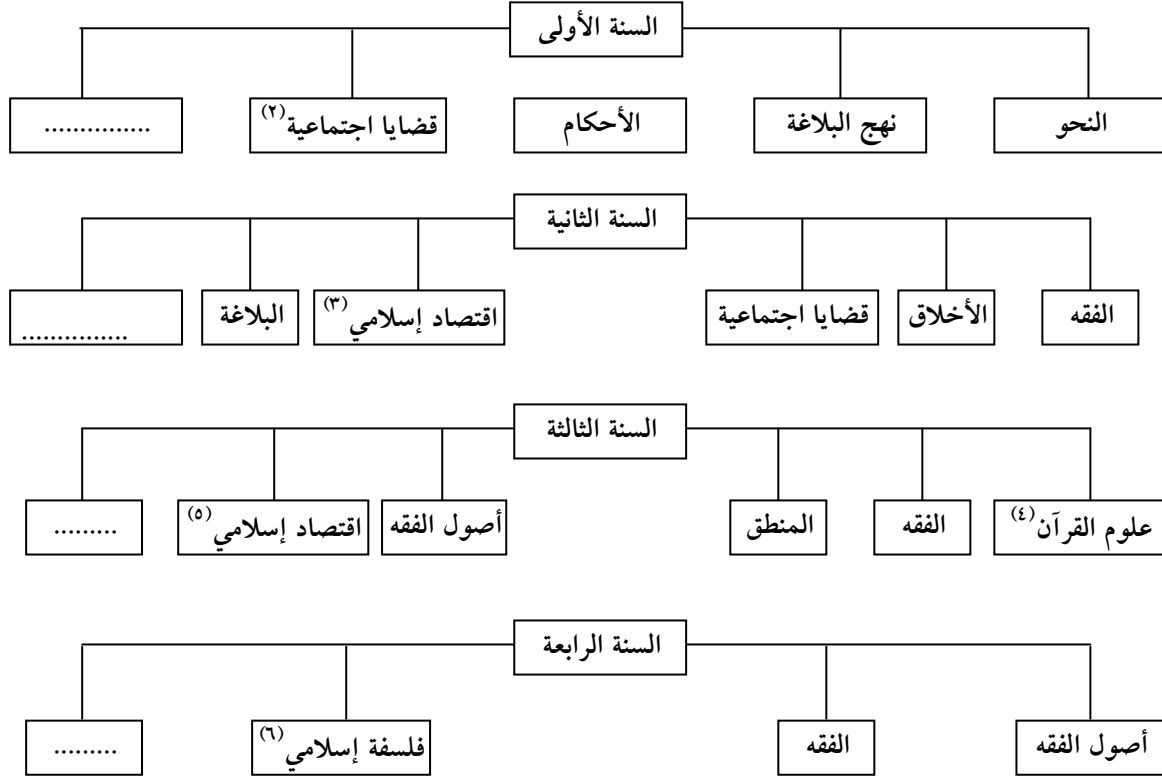 السنة الأولى
النحو نهج البلاغة الأحكام قضايا اجتماعية(٢) ...............
السنة الثانية
الفقه الأخلاق قضايا اجتماعية اقتصاد إسلامي(٣) البلاغة ...............
السنة الثالثة
علوم القرآن(٤) الفقه المنطق أصول الفقه اقتصاد إسلامي(٥) .........
السنة الرابعة
أصول الفقه الفقه فلسفة إسلامي(٦) .........